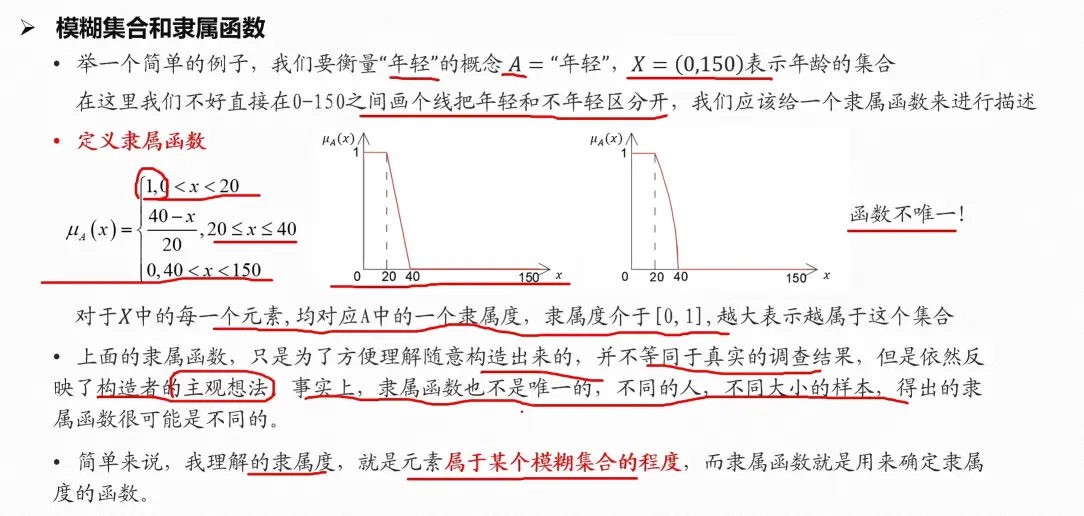 ➢ 模糊集合和隶属函数
• 举一个简单的例子，我们要衡量“年轻”的概念 A = “年轻”，X = (0,150)表示年龄的集合
在这里我们不好直接在0-150之间画个线把年轻和不年轻区分开，我们应该给一个隶属函数来进行描述
• 定义隶属函数
μA(x) = { 1, 0 < x < 20
(40 − x)/20, 20 ≤ x ≤ 40
0, 40 < x < 150
μA(x)
1
0 20 40 150 x
μA(x)
1
0 20 40 150 x
函数不唯一！
对于X中的每一个元素,均对应A中的一个隶属度，隶属度介于[0,1],越大表示越属于这个集合
• 上面的隶属函数，只是为了方便理解随意构造出来的，并不等同于真实的调查结果，但是依然反
映了构造者的主观想法 事实上，隶属函数也不是唯一的，不同的人，不同大小的样本，得出的隶
属函数很可能是不同的。
• 简单来说，我理解的隶属度，就是元素属于某个模糊集合的程度，而隶属函数就是用来确定隶属
度的函数。